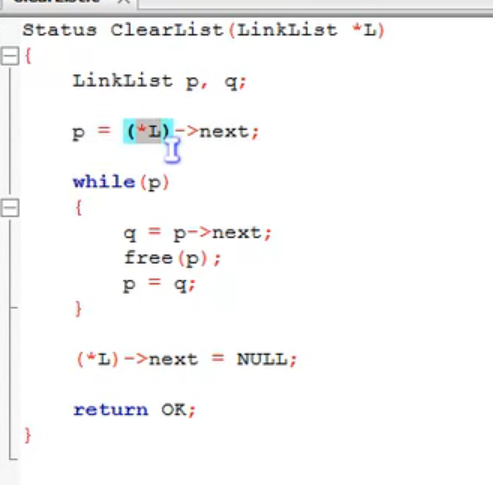 Status ClearList(LinkList *L)
{
LinkList p, q;
p = (*L)->next;
while(p)
{
q = p->next;
free(p);
p = q;
}
(*L)->next = NULL;
return OK;
}